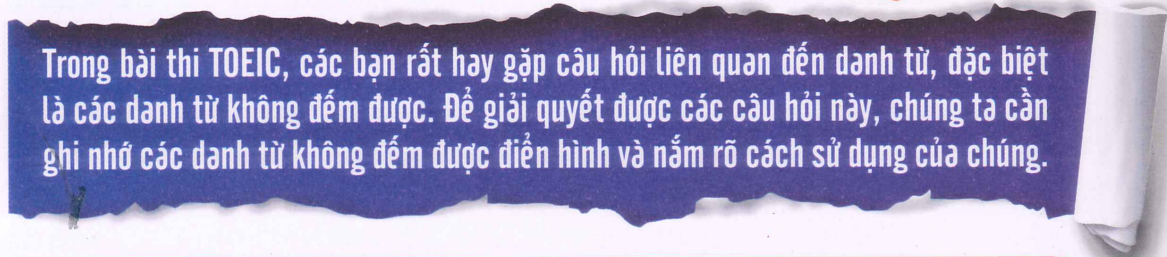 Trong bài thi TOEIC, các bạn rất hay gặp câu hỏi liên quan đến danh từ, đặc biệt
là các danh từ không đếm được. Để giải quyết được các câu hỏi này, chúng ta cần
ghi nhớ các danh từ không đếm được điển hình và nắm rõ cách sử dụng của chúng.